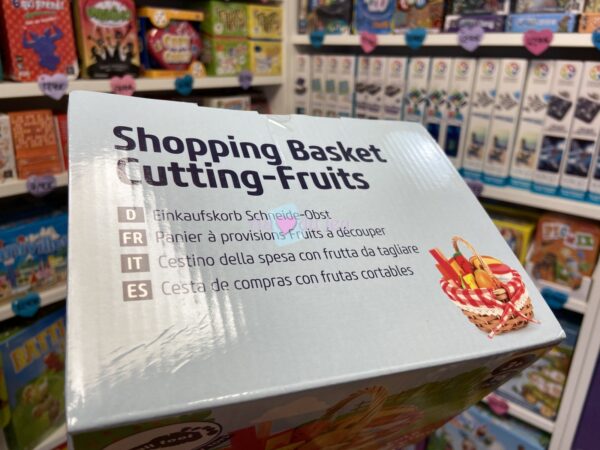 Shopping Basket
Cutting-Fruits
D Einkaufskorb Schneide-Obst
FR Panier à provisions Fruits à découper
IT Cestino della spesa con frutta da tagliare
ES Cesta de compras con frutas cortables